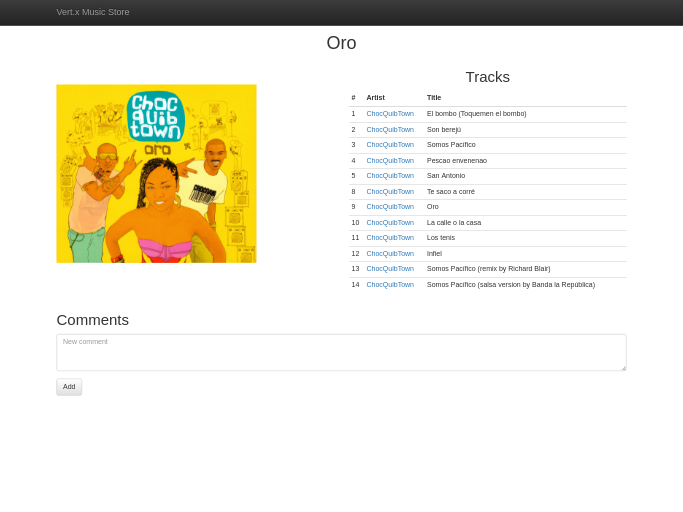 Vert.x Music Store
Oro
choc
quib
town
oro
CHOCQUIB
Tracks
# Artist Title
1 ChocQuibTown El bombo (Toquemen el bombo)
2 ChocQuibTown Son berejú
3 ChocQuibTown Somos Pacífico
4 ChocQuibTown Pescao envenenao
5 ChocQuibTown San Antonio
8 ChocQuibTown Te saco a corré
9 ChocQuibTown Oro
10 ChocQuibTown La calle o la casa
11 ChocQuibTown Los tenis
12 ChocQuibTown Infiel
13 ChocQuibTown Somos Pacífico (remix by Richard Blair)
14 ChocQuibTown Somos Pacífico (salsa version by Banda la República)
Comments
New comment
Add